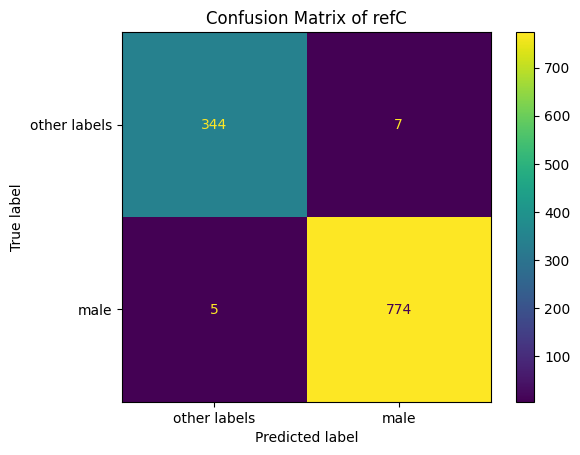 Confusion Matrix of refC
True label
other labels
344
7
male
5
774
other labels
male
Predicted label
700
600
500
400
300
200
100